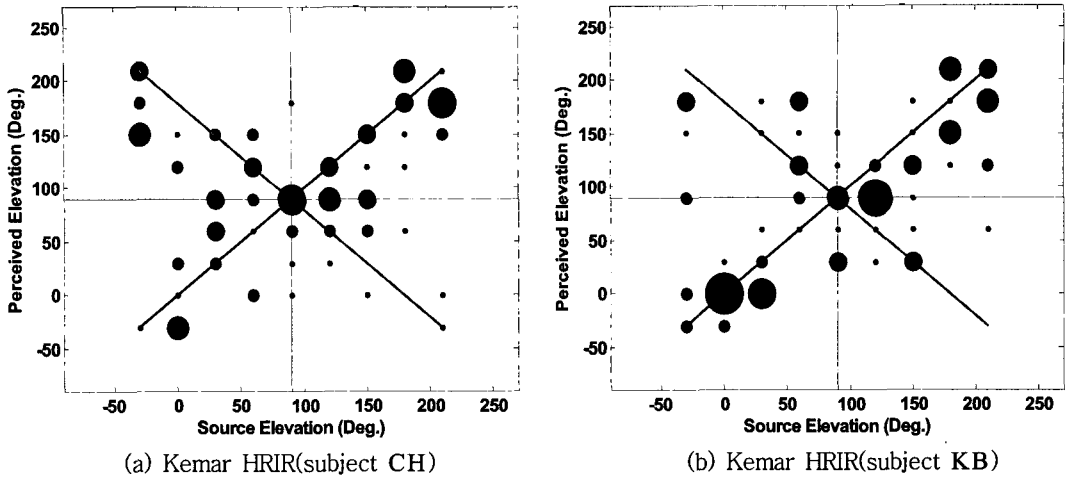 250
200
150
100
50
0
-50
Perceived Elevation (Deg.)
-50 0 50 100 150 200 250
Source Elevation (Deg.)
(a) Kemar HRIR(subject CH)
250
200
150
100
50
0
-50
Perceived Elevation (Deg.)
-50 0 50 100 150 200 250
Source Elevation (Deg.)
(b) Kemar HRIR(subject KB)